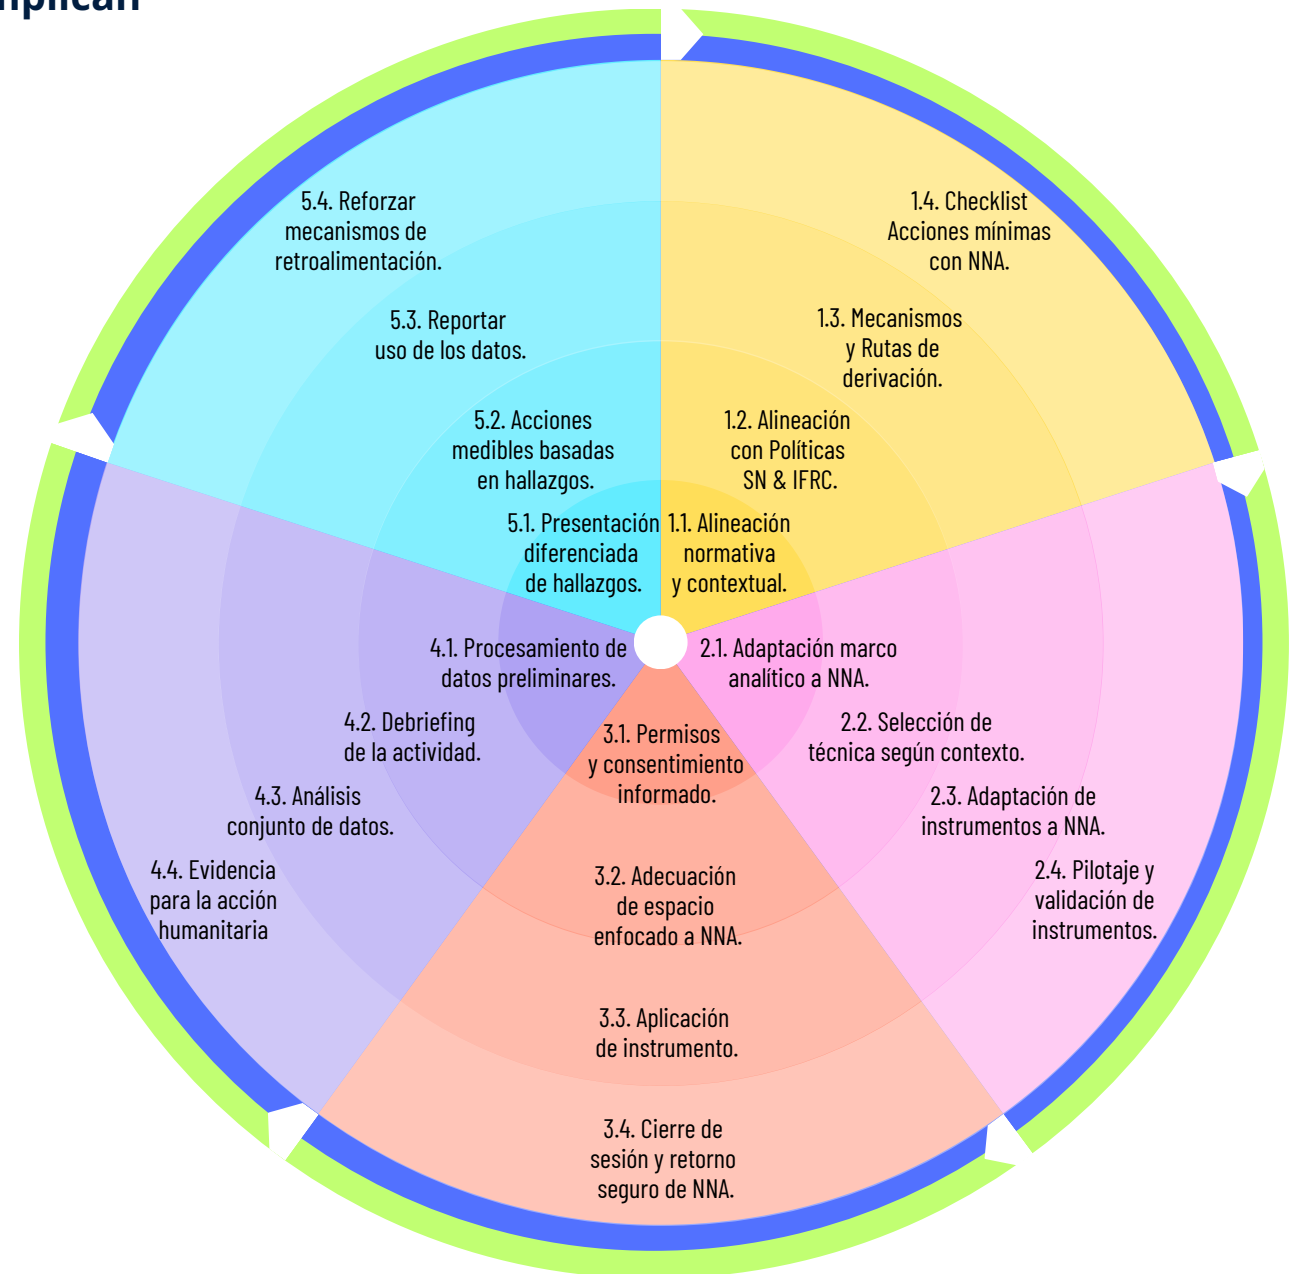 1.1. Alineación
normativa
y contextual.
1.2. Alineación
con Políticas
SN & IFRC.
1.3. Mecanismos
y Rutas de
derivación.
1.4. Checklist
Acciones mínimas
con NNA.
2.1. Adaptación marco
analítico a NNA.
2.2. Selección de
técnica según contexto.
2.3. Adaptación de
instrumentos a NNA.
2.4. Pilotaje y
validación de
instrumentos.
3.1. Permisos
y consentimiento
informado.
3.2. Adecuación
de espacio
enfocado a NNA.
3.3. Aplicación
de instrumento.
3.4. Cierre de
sesión y retorno
seguro de NNA.
4.1. Procesamiento de
datos preliminares.
4.2. Debriefing
de la actividad.
4.3. Análisis
conjunto de datos.
4.4. Evidencia
para la acción
humanitaria
5.1. Presentación
diferenciada
de hallazgos.
5.2. Acciones
medibles basadas
en hallazgos.
5.3. Reportar
uso de los datos.
5.4. Reforzar
mecanismos de
retroalimentación.